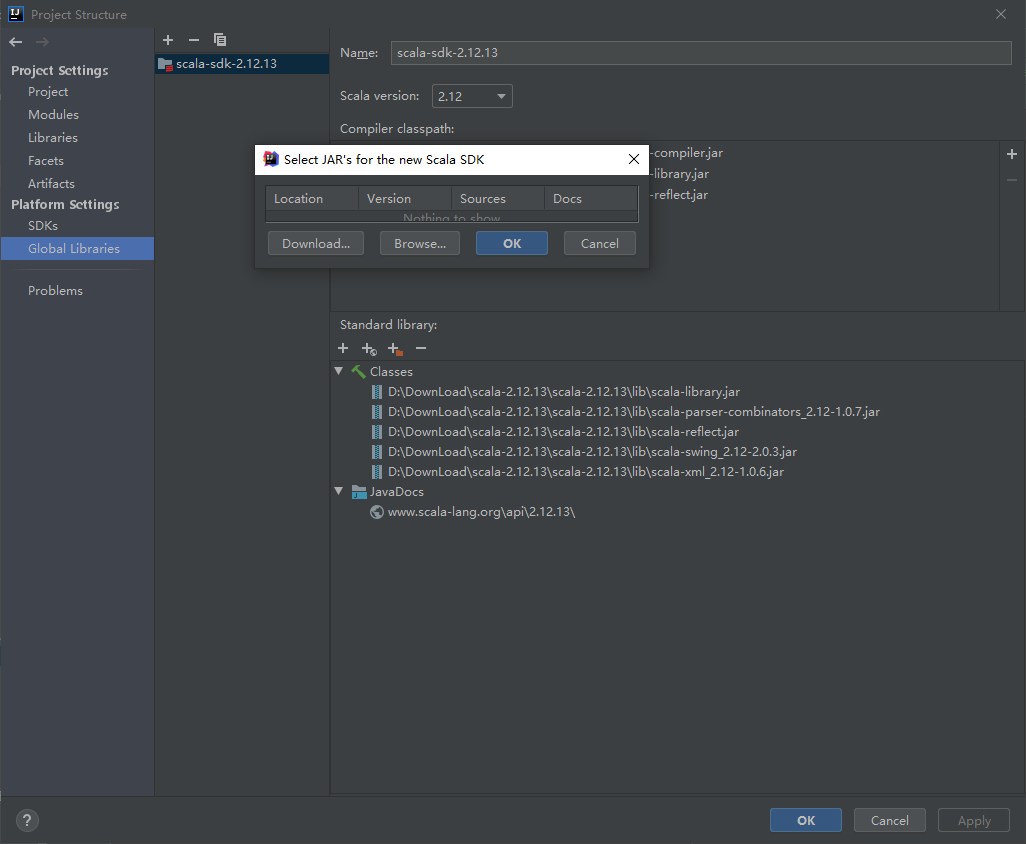 Project Structure
Project Settings
Project
Modules
Libraries
Facets
Artifacts
Platform Settings
SDKs
Global Libraries
Problems
scala-sdk-2.12.13
Name: scala-sdk-2.12.13
Scala version: 2.12
Compiler classpath:
-compiler.jar
-library.jar
-reflect.jar
Select JAR's for the new Scala SDK
Location Version Sources Docs
Nothing to show
Download... Browse... OK Cancel
Standard library:
Classes
D:\DownLoad\scala-2.12.13\scala-2.12.13\lib\scala-library.jar
D:\DownLoad\scala-2.12.13\scala-2.12.13\lib\scala-parser-combinators_2.12-1.0.7.jar
D:\DownLoad\scala-2.12.13\scala-2.12.13\lib\scala-reflect.jar
D:\DownLoad\scala-2.12.13\scala-2.12.13\lib\scala-swing_2.12-2.0.3.jar
D:\DownLoad\scala-2.12.13\scala-2.12.13\lib\scala-xml_2.12-1.0.6.jar
JavaDocs
www.scala-lang.org\api\2.12.13\
? OK Cancel Apply